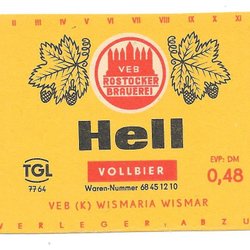 II III IV V VI VII VIII IX X XI
VEB
ROSTOCKER
BRAUEREI
Hell
VOLLBIER
TGL
7764
Waren-Nummer 68 45 12 10
EVP: DM
0,48
VEB (K) WISMARIA WISMAR
VERLEGER, ABZU